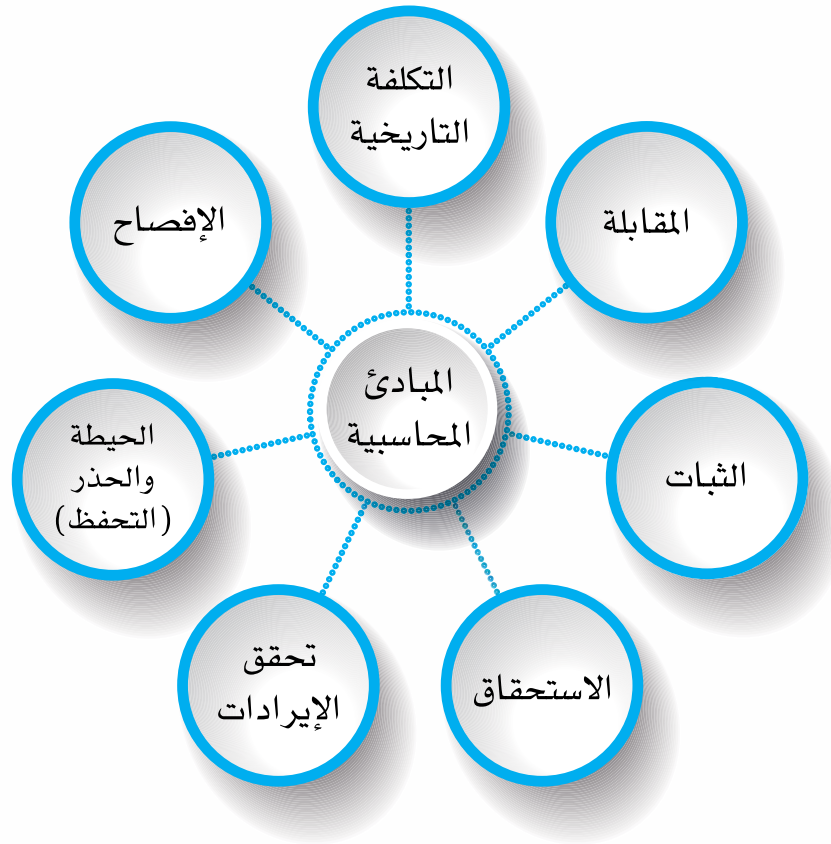 التكلفة
التاريخية
المقابلة
الإفصاح
المبادئ
المحاسبية
الثبات
الحيطة
والحذر
(التحفظ)
الاستحقاق
تحقق
الإيرادات